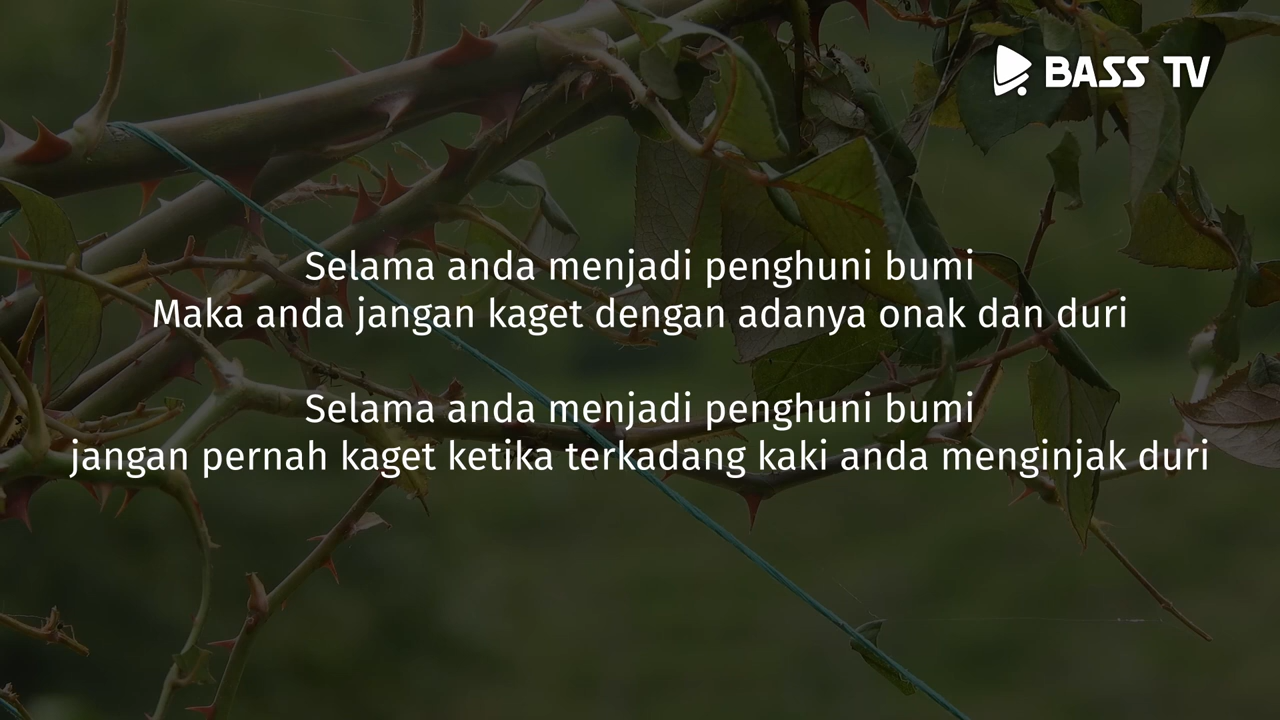 BASS TV
Selama anda menjadi penghuni bumi
Maka anda jangan kaget dengan adanya onak dan duri
Selama anda menjadi penghuni bumi
jangan pernah kaget ketika terkadang kaki anda menginjak duri